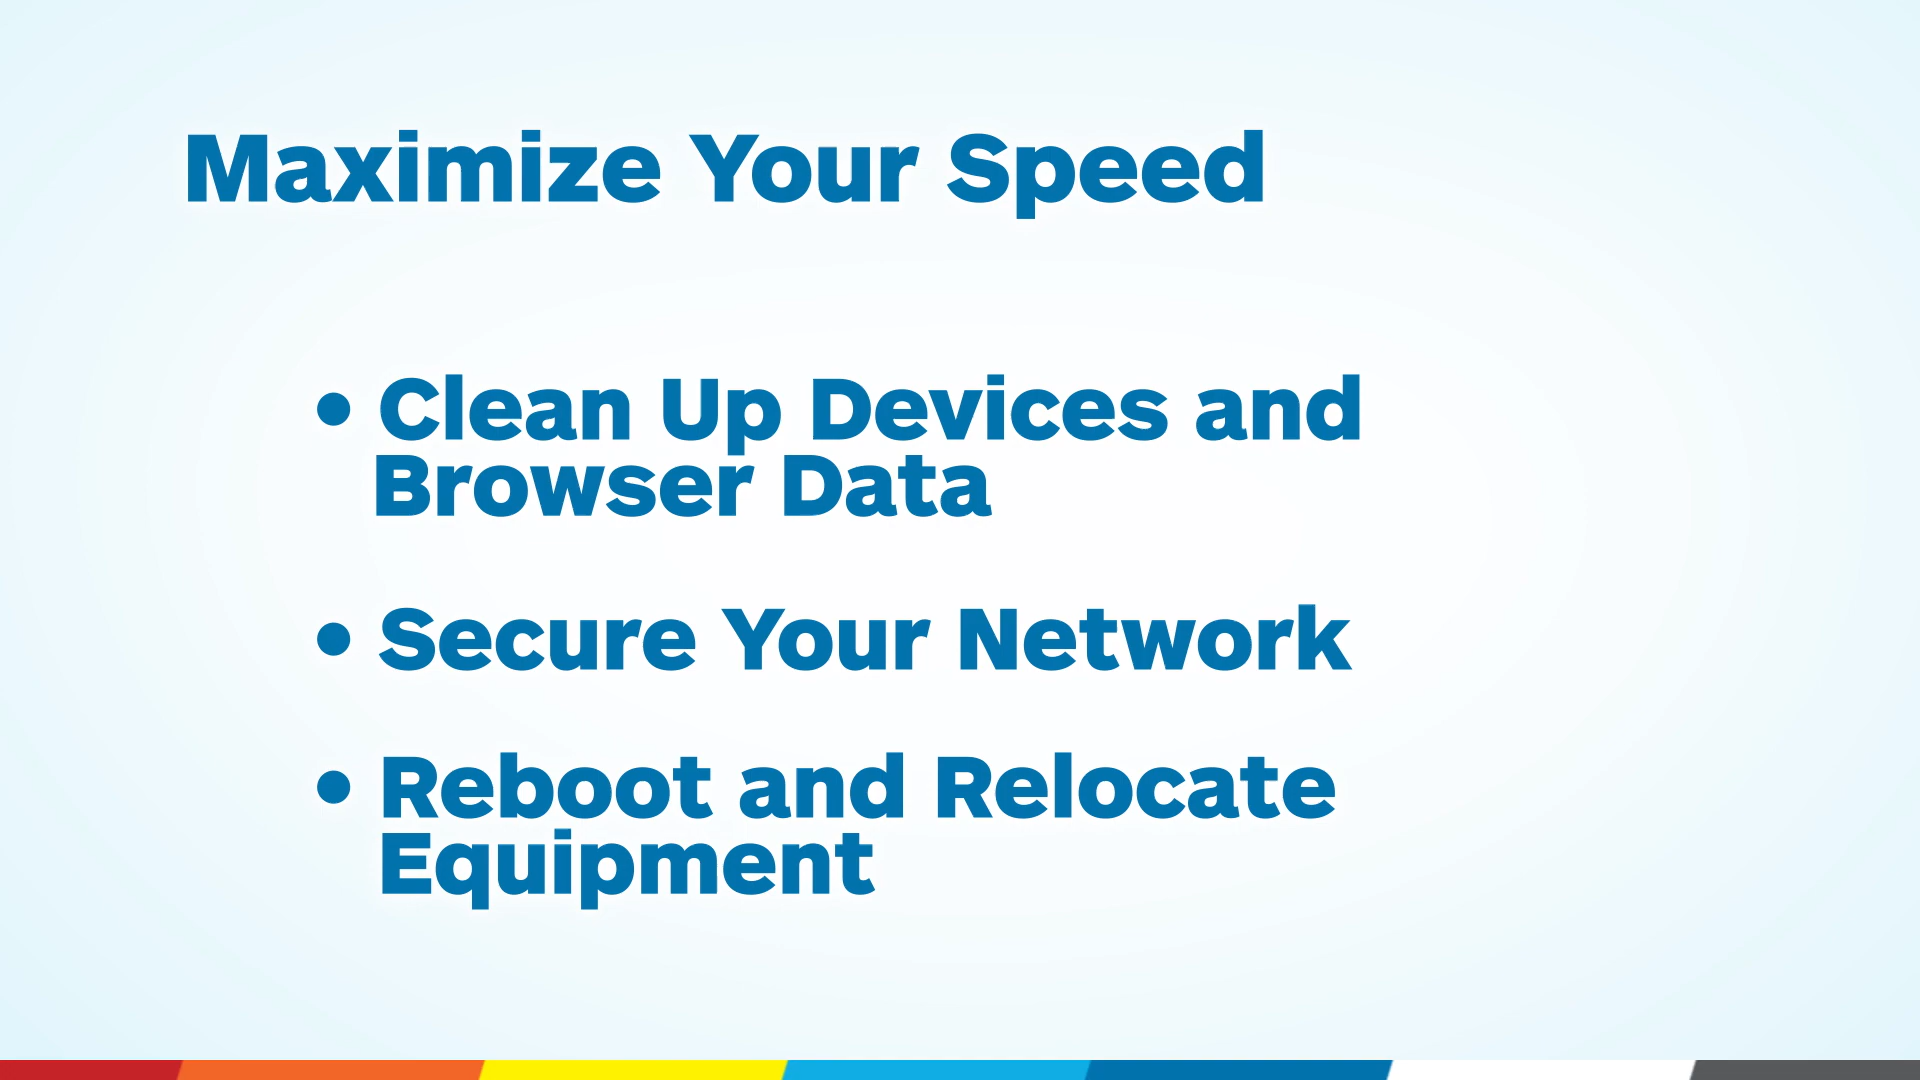 Maximize Your Speed
• Clean Up Devices and
Browser Data
• Secure Your Network
• Reboot and Relocate
Equipment